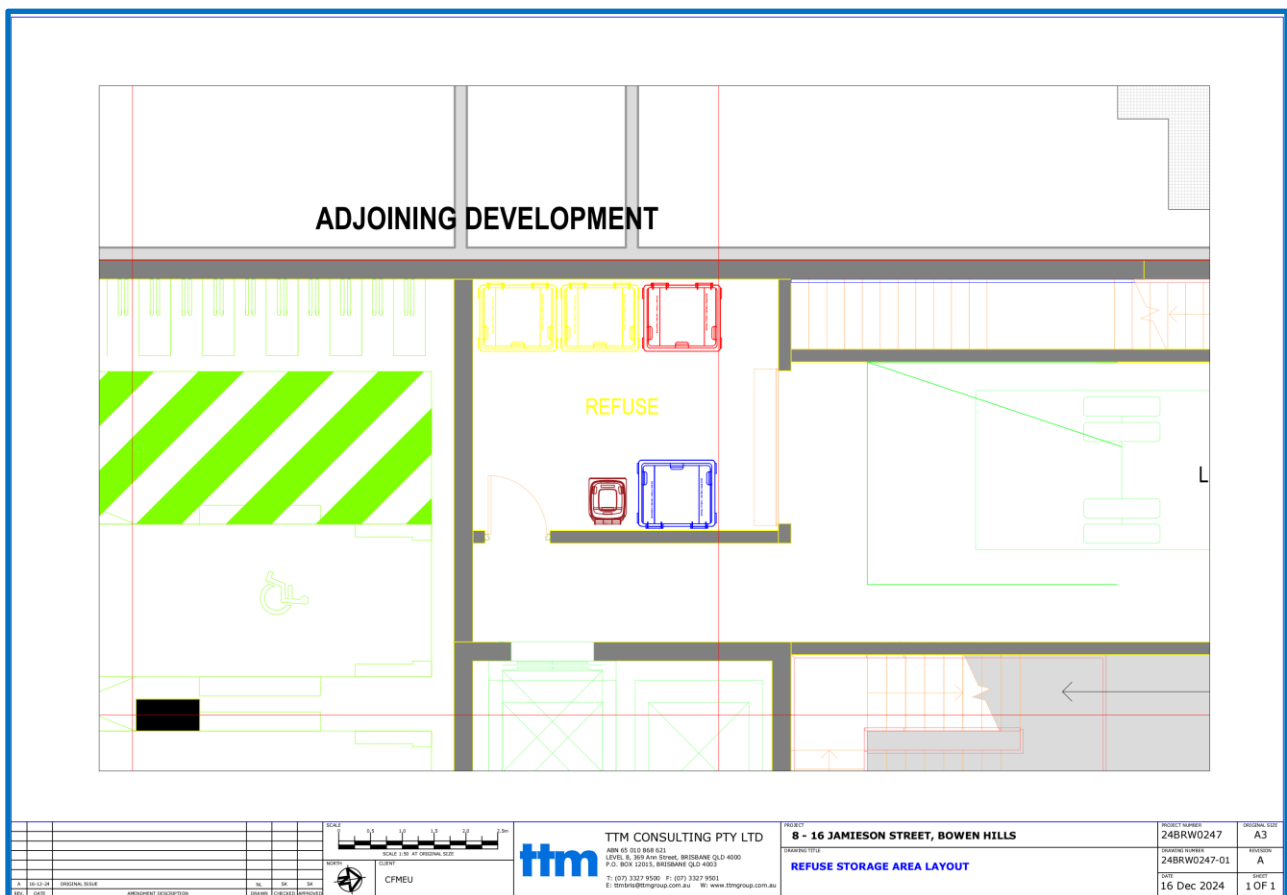 ADJOINING DEVELOPMENT
REFUSE
L
A 16-12-24 ORIGINAL ISSUE NL SK SK
REV. DATE AMENDMENT DESCRIPTION DRAWN CHECKED APPROVED
SCALE
0 0.5 1.0 1.5 2.0 2.5m
SCALE 1:50 AT ORIGINAL SIZE
NORTH
CLIENT
CFMEU
ttm
TTM CONSULTING PTY LTD
ABN 65 010 868 621
LEVEL 8, 369 Ann Street, BRISBANE QLD 4000
P.O. BOX 12015, BRISBANE QLD 4003
T: (07) 3327 9500 F: (07) 3327 9501
E: ttmbris@ttmgroup.com.au W: www.ttmgroup.com.au
PROJECT
8 - 16 JAMIESON STREET, BOWEN HILLS
DRAWING TITLE
REFUSE STORAGE AREA LAYOUT
PROJECT NUMBER
24BRW0247
ORIGINAL SIZE
A3
DRAWING NUMBER
24BRW0247-01
REVISION
A
DATE
16 Dec 2024
SHEET
1 OF 1